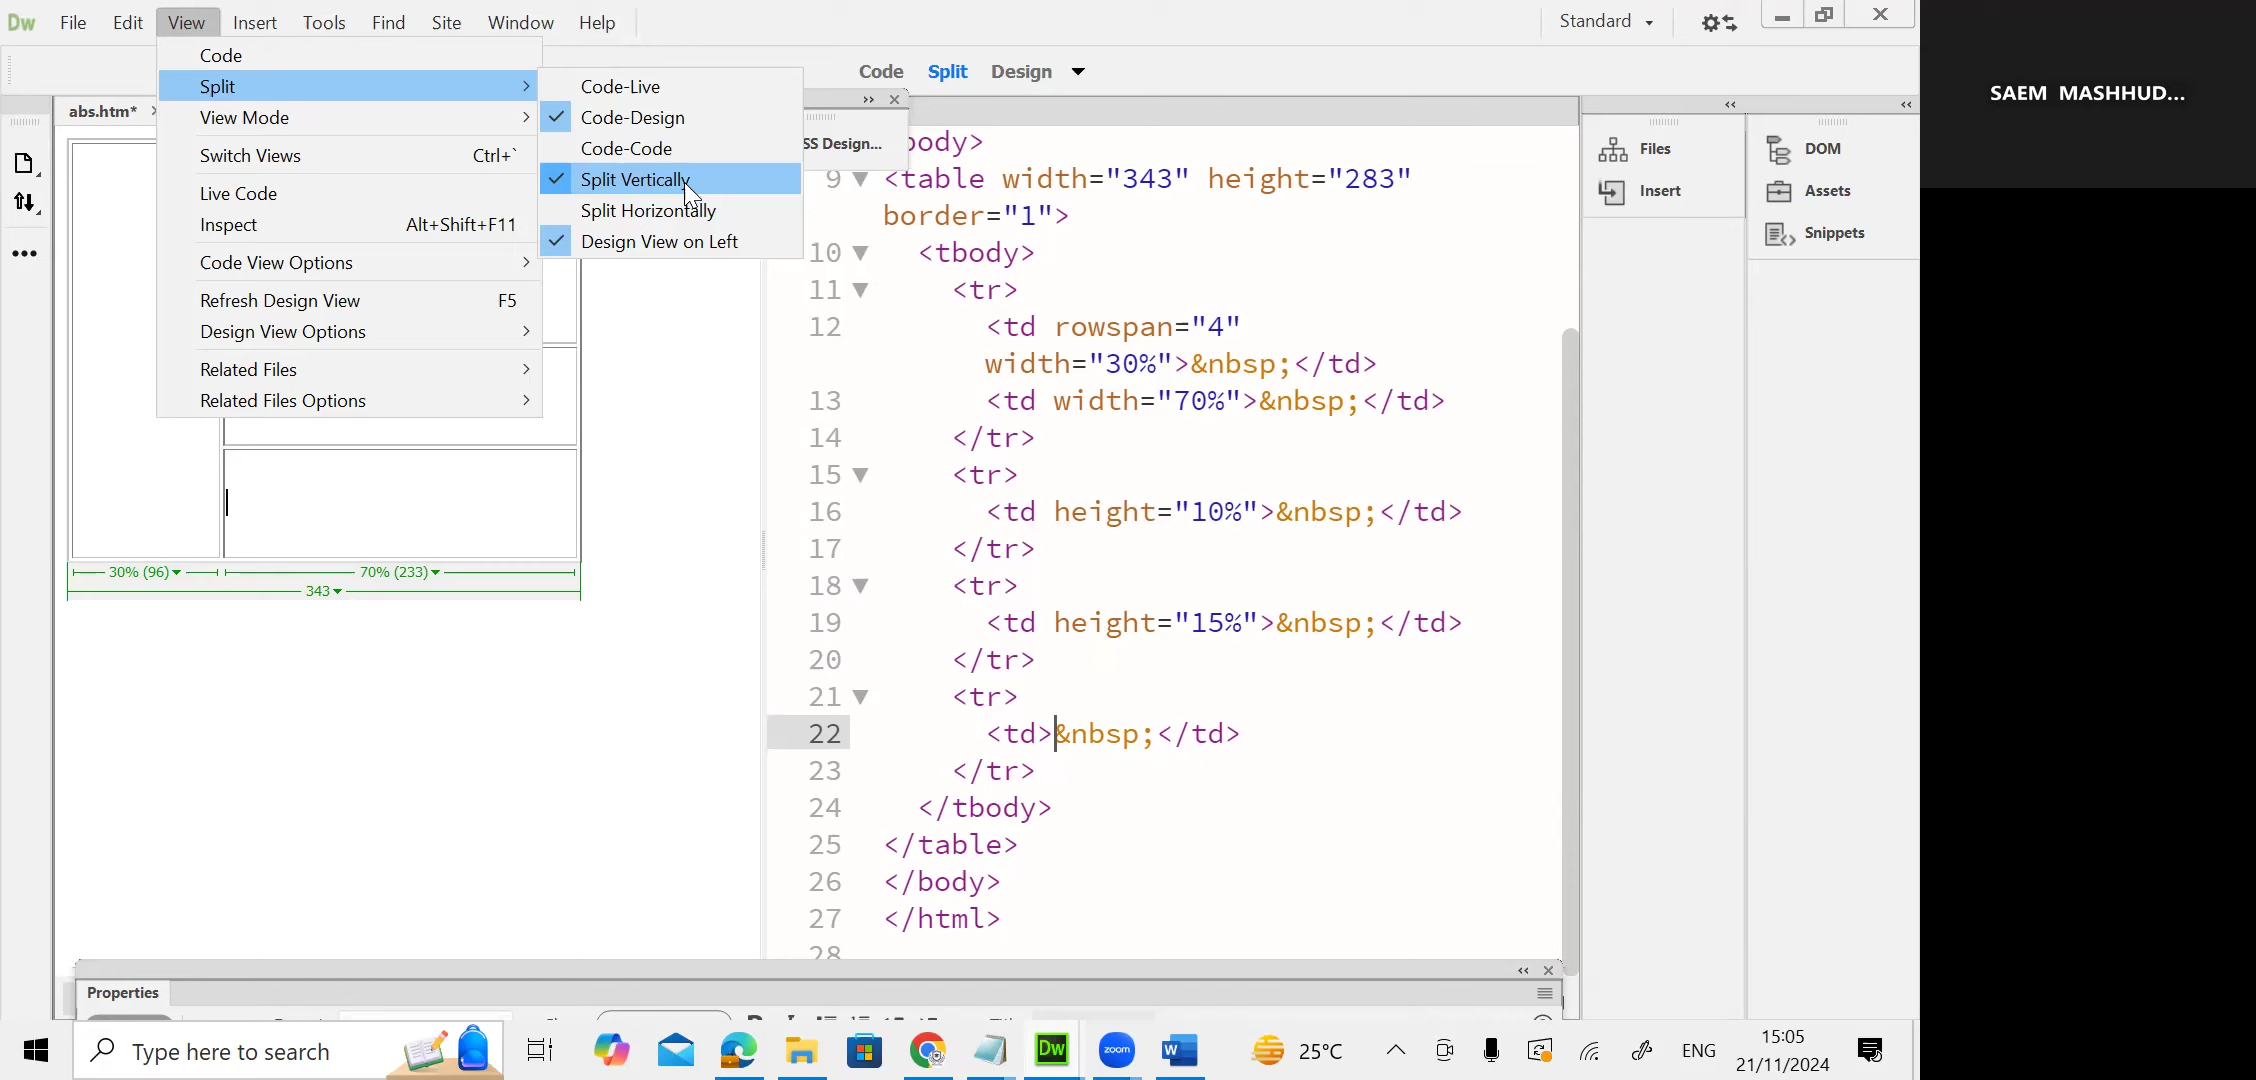 Dw File Edit View Insert Tools Find Site Window Help Standard
Code Split Design
abs.htm*
Code
Split
View Mode
Switch Views Ctrl+`
Live Code
Inspect Alt+Shift+F11
Code View Options
Refresh Design View F5
Design View Options
Related Files
Related Files Options
Code-Live
Code-Design
Code-Code
Split Vertically
Split Horizontally
Design View on Left
SS Design...
30% (96) 70% (233)
343
body>
9 <table width="343" height="283"
border="1">
10 <tbody>
11 <tr>
12 <td rowspan="4"
width="30%">&nbsp;</td>
13 <td width="70%">&nbsp;</td>
14 </tr>
15 <tr>
16 <td height="10%">&nbsp;</td>
17 </tr>
18 <tr>
19 <td height="15%">&nbsp;</td>
20 </tr>
21 <tr>
22 <td>&nbsp;</td>
23 </tr>
24 </tbody>
25 </table>
26 </body>
27 </html>
28
Files
Insert
DOM
Assets
Snippets
SAEM MASHHUD...
Properties
Type here to search
Dw
zoom
W
25°C
ENG
15:05
21/11/2024